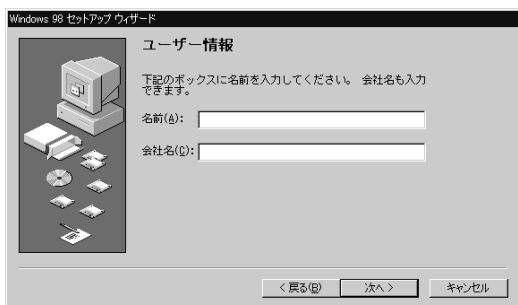 Windows 98 セットアップ ウィザード
ユーザー情報
下記のボックスに名前を入力してください。 会社名も入力
できます。
名前(A):
会社名(C):
< 戻る(B)
次へ >
キャンセル